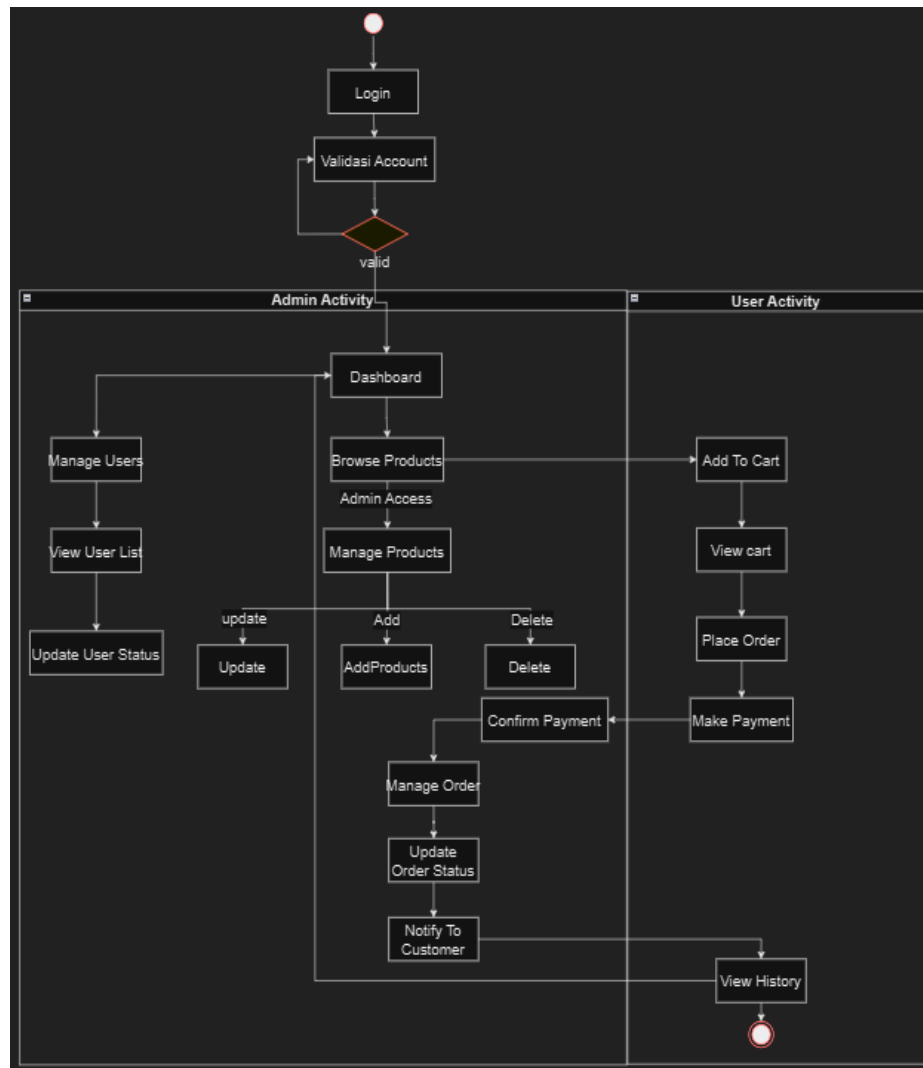 Login
Validasi Account
valid
Admin Activity
User Activity
Dashboard
Manage Users
Browse Products
Add To Cart
Admin Access
View User List
Manage Products
View cart
update
Add
Delete
Place Order
Update User Status
Update
AddProducts
Delete
Confirm Payment
Make Payment
Manage Order
Update
Order Status
Notify To
Customer
View History